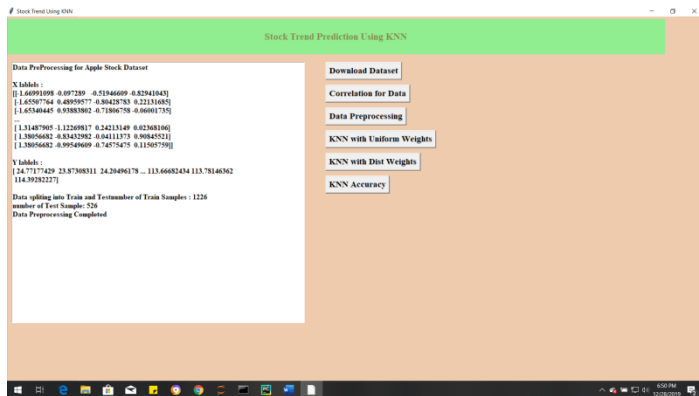 Stock Trend Using KNN
Stock Trend Prediction Using KNN
Data PreProcessing for Apple Stock Dataset
X lablels :
[[-1.66991098 -0.097289 -0.51946609 -0.82941043]
[-1.65507764 0.48959577 -0.80428783 0.22131685]
[-1.65340445 0.93883802 -0.71806758 -0.06001735]
...
[ 1.31487905 -1.12269817 0.24213149 0.02368106]
[ 1.38056682 -0.83432982 -0.04111373 0.90845521]
[ 1.38056682 -0.99549609 -0.74575475 0.11505759]]
Y lablels :
[ 24.77177429 23.87308311 24.20496178 ... 113.66682434 113.78146362
114.39282227]
Data spliting into Train and Testnumber of Train Samples : 1226
number of Test Sample: 526
Data Preprocessing Completed
Download Dataset
Correlation for Data
Data Preprocessing
KNN with Uniform Weights
KNN with Dist Weights
KNN Accuracy
6:50 PM
12/28/2019